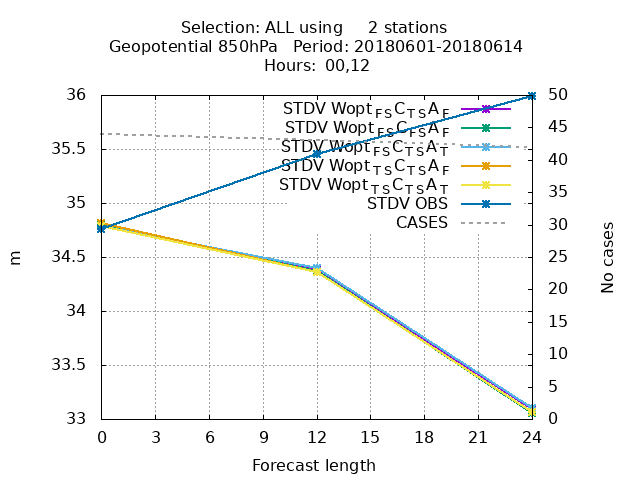 Selection: ALL using 2 stations
Geopotential 850hPa Period: 20180601-20180614
Hours: 00,12
36
35.5
35
34.5
34
33.5
33
m
50
45
40
35
30
25
20
15
10
5
0
No cases
STDV Wopt_FS C_TS A_F
STDV Wopt_FS C_FS A_F
STDV Wopt_FS C_TS A_T
STDV Wopt_TS C_TS A_F
STDV Wopt_TS C_TS A_T
STDV OBS
CASES
0 3 6 9 12 15 18 21 24
Forecast length